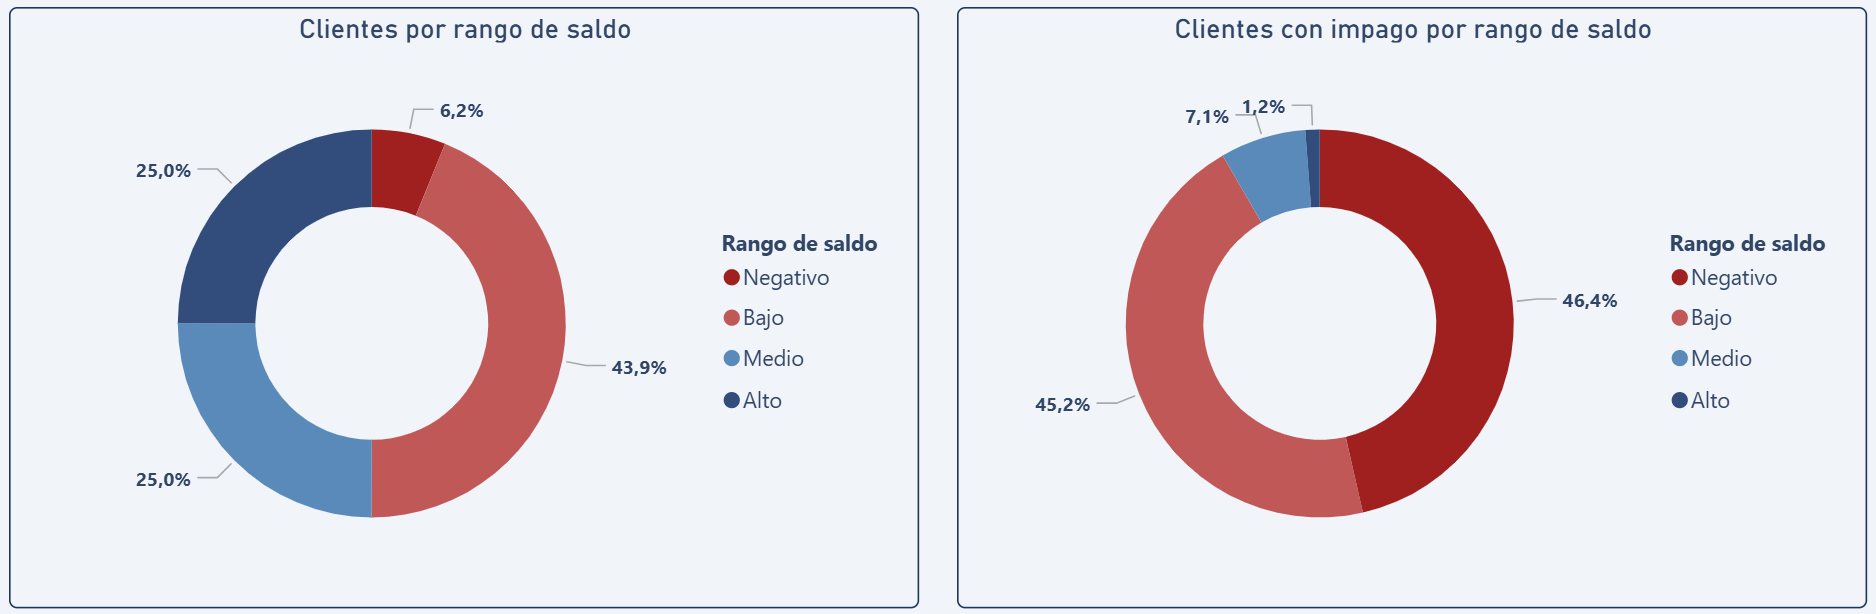 Clientes por rango de saldo
6,2%
25,0%
43,9%
25,0%
Rango de saldo
Negativo
Bajo
Medio
Alto
Clientes con impago por rango de saldo
1,2%
7,1%
46,4%
45,2%
Rango de saldo
Negativo
Bajo
Medio
Alto